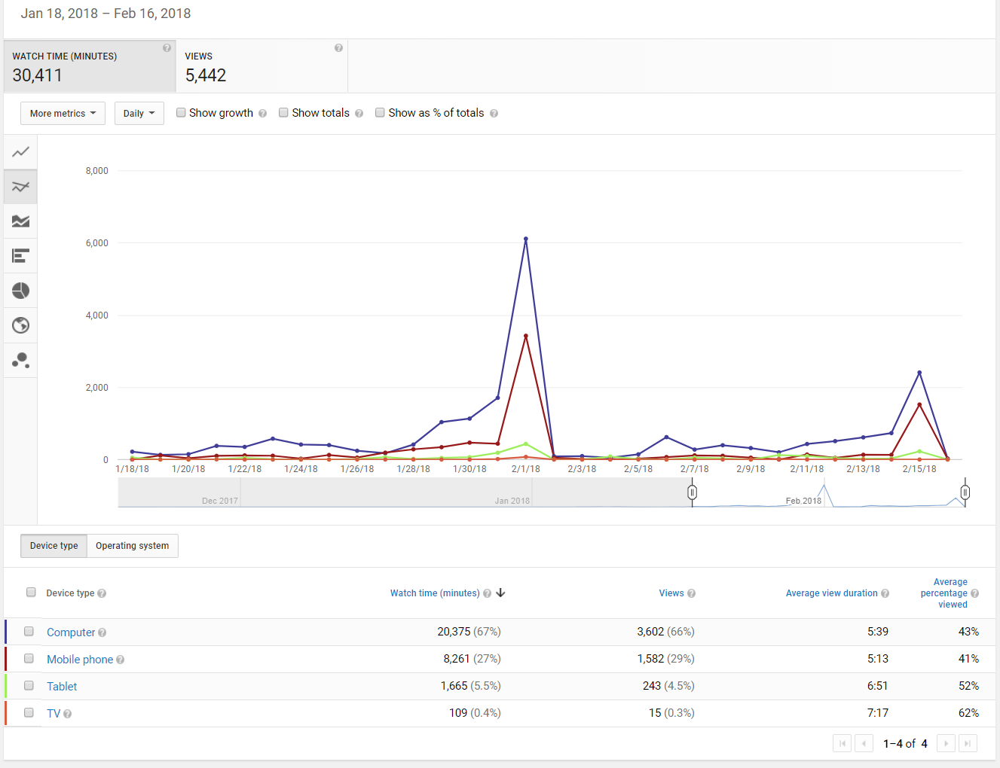 Jan 18, 2018 – Feb 16, 2018
WATCH TIME (MINUTES) ?
30,411
VIEWS ?
5,442
More metrics Daily Show growth ? Show totals ? Show as % of totals ?
8,000
6,000
4,000
2,000
0
1/18/18 1/20/18 1/22/18 1/24/18 1/26/18 1/28/18 1/30/18 2/1/18 2/3/18 2/5/18 2/7/18 2/9/18 2/11/18 2/13/18 2/15/18
Dec 2017 Jan 2018 Feb 2018
Device type Operating system
Device type ? Watch time (minutes) ? Views ? Average view duration ? Average percentage viewed ?
Computer ? 20,375 (67%) 3,602 (66%) 5:39 43%
Mobile phone ? 8,261 (27%) 1,582 (29%) 5:13 41%
Tablet 1,665 (5.5%) 243 (4.5%) 6:51 52%
TV ? 109 (0.4%) 15 (0.3%) 7:17 62%
1–4 of 4